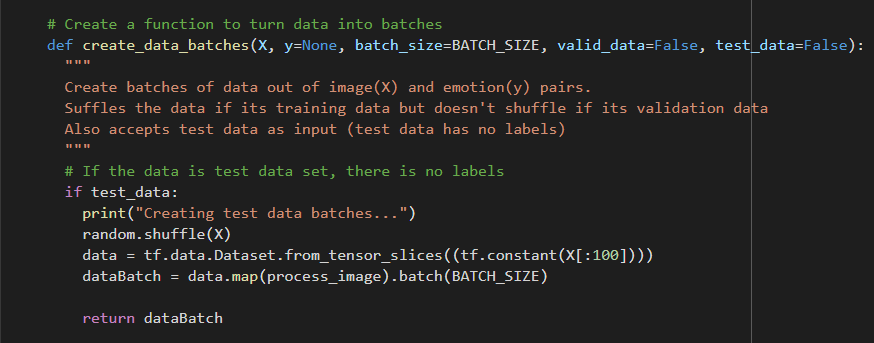 # Create a function to turn data into batches
def create_data_batches(X, y=None, batch_size=BATCH_SIZE, valid_data=False, test_data=False):
"""
Create batches of data out of image(X) and emotion(y) pairs.
Suffles the data if its training data but doesn't shuffle if its validation data
Also accepts test data as input (test data has no labels)
"""
# If the data is test data set, there is no labels
if test_data:
print("Creating test data batches...")
random.shuffle(X)
data = tf.data.Dataset.from_tensor_slices((tf.constant(X[:100])))
dataBatch = data.map(process_image).batch(BATCH_SIZE)
return dataBatch